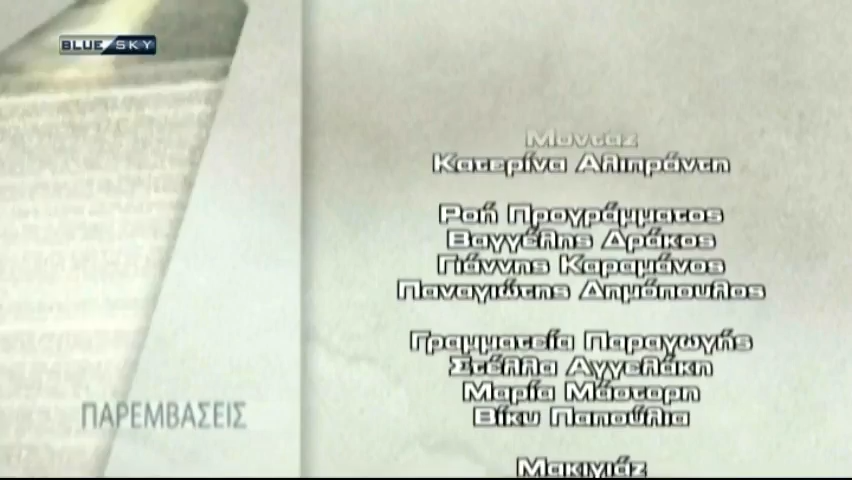 BLUE SKY
Μοντάζ
Κατερίνα Αλιπράντη
Ροή Προγράμματος
Βαγγέλης Δράκος
Γιάννης Καραμάνος
Παναγιώτης Δημόπουλος
Γραμματεία Παραγωγής
Στέλλα Αγγελάκη
Μαρία Μάστορη
Βίκυ Παπούλια
Μακιγιάζ
ΠΑΡΕΜΒΑΣΕΙΣ